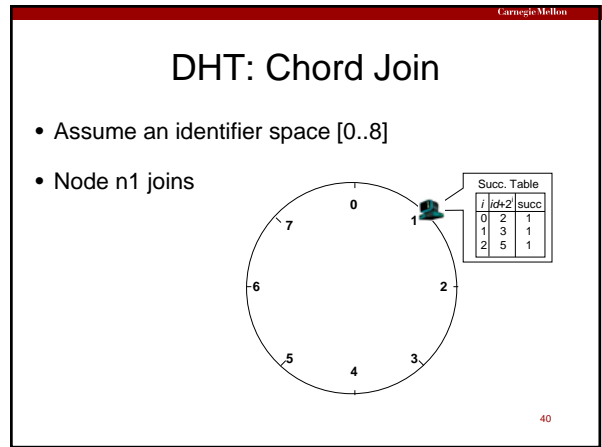 Carnegie Mellon
DHT: Chord Join
• Assume an identifier space [0..8]
• Node n1 joins
Succ. Table
i id+2^i succ
0 2 1
1 3 1
2 5 1
0
1
2
3
4
5
6
7
40